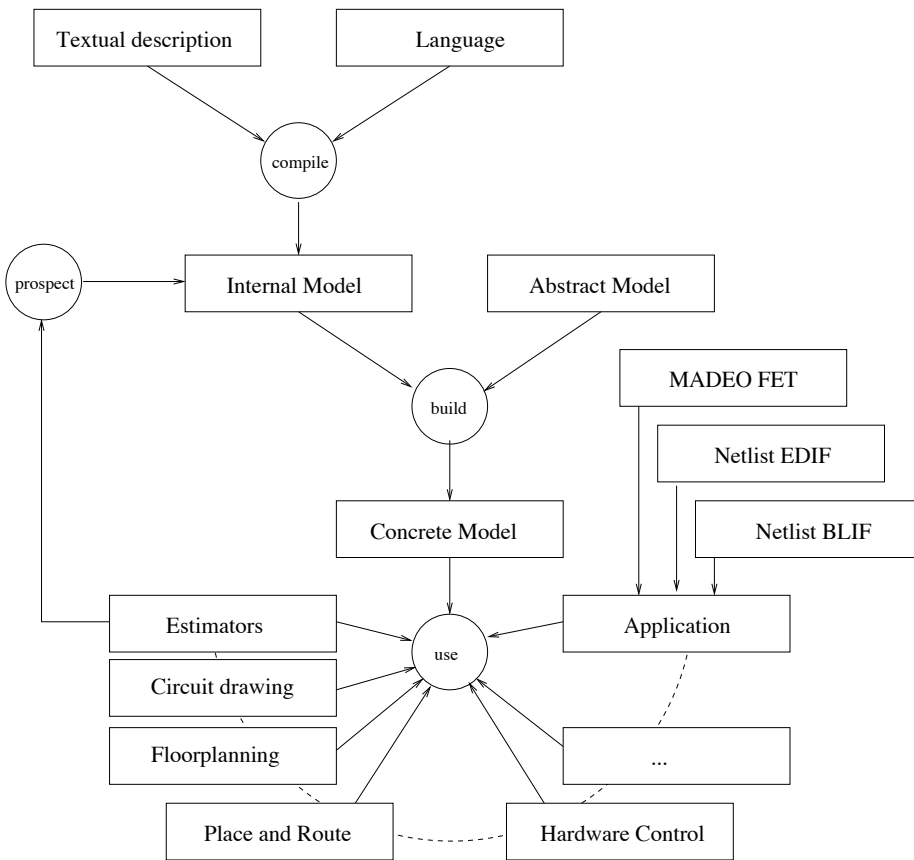 Textual description
Language
compile
prospect
Internal Model
Abstract Model
MADEO FET
build
Netlist EDIF
Concrete Model
Netlist BLIF
Estimators
use
Application
Circuit drawing
Floorplanning
...
Place and Route
Hardware Control